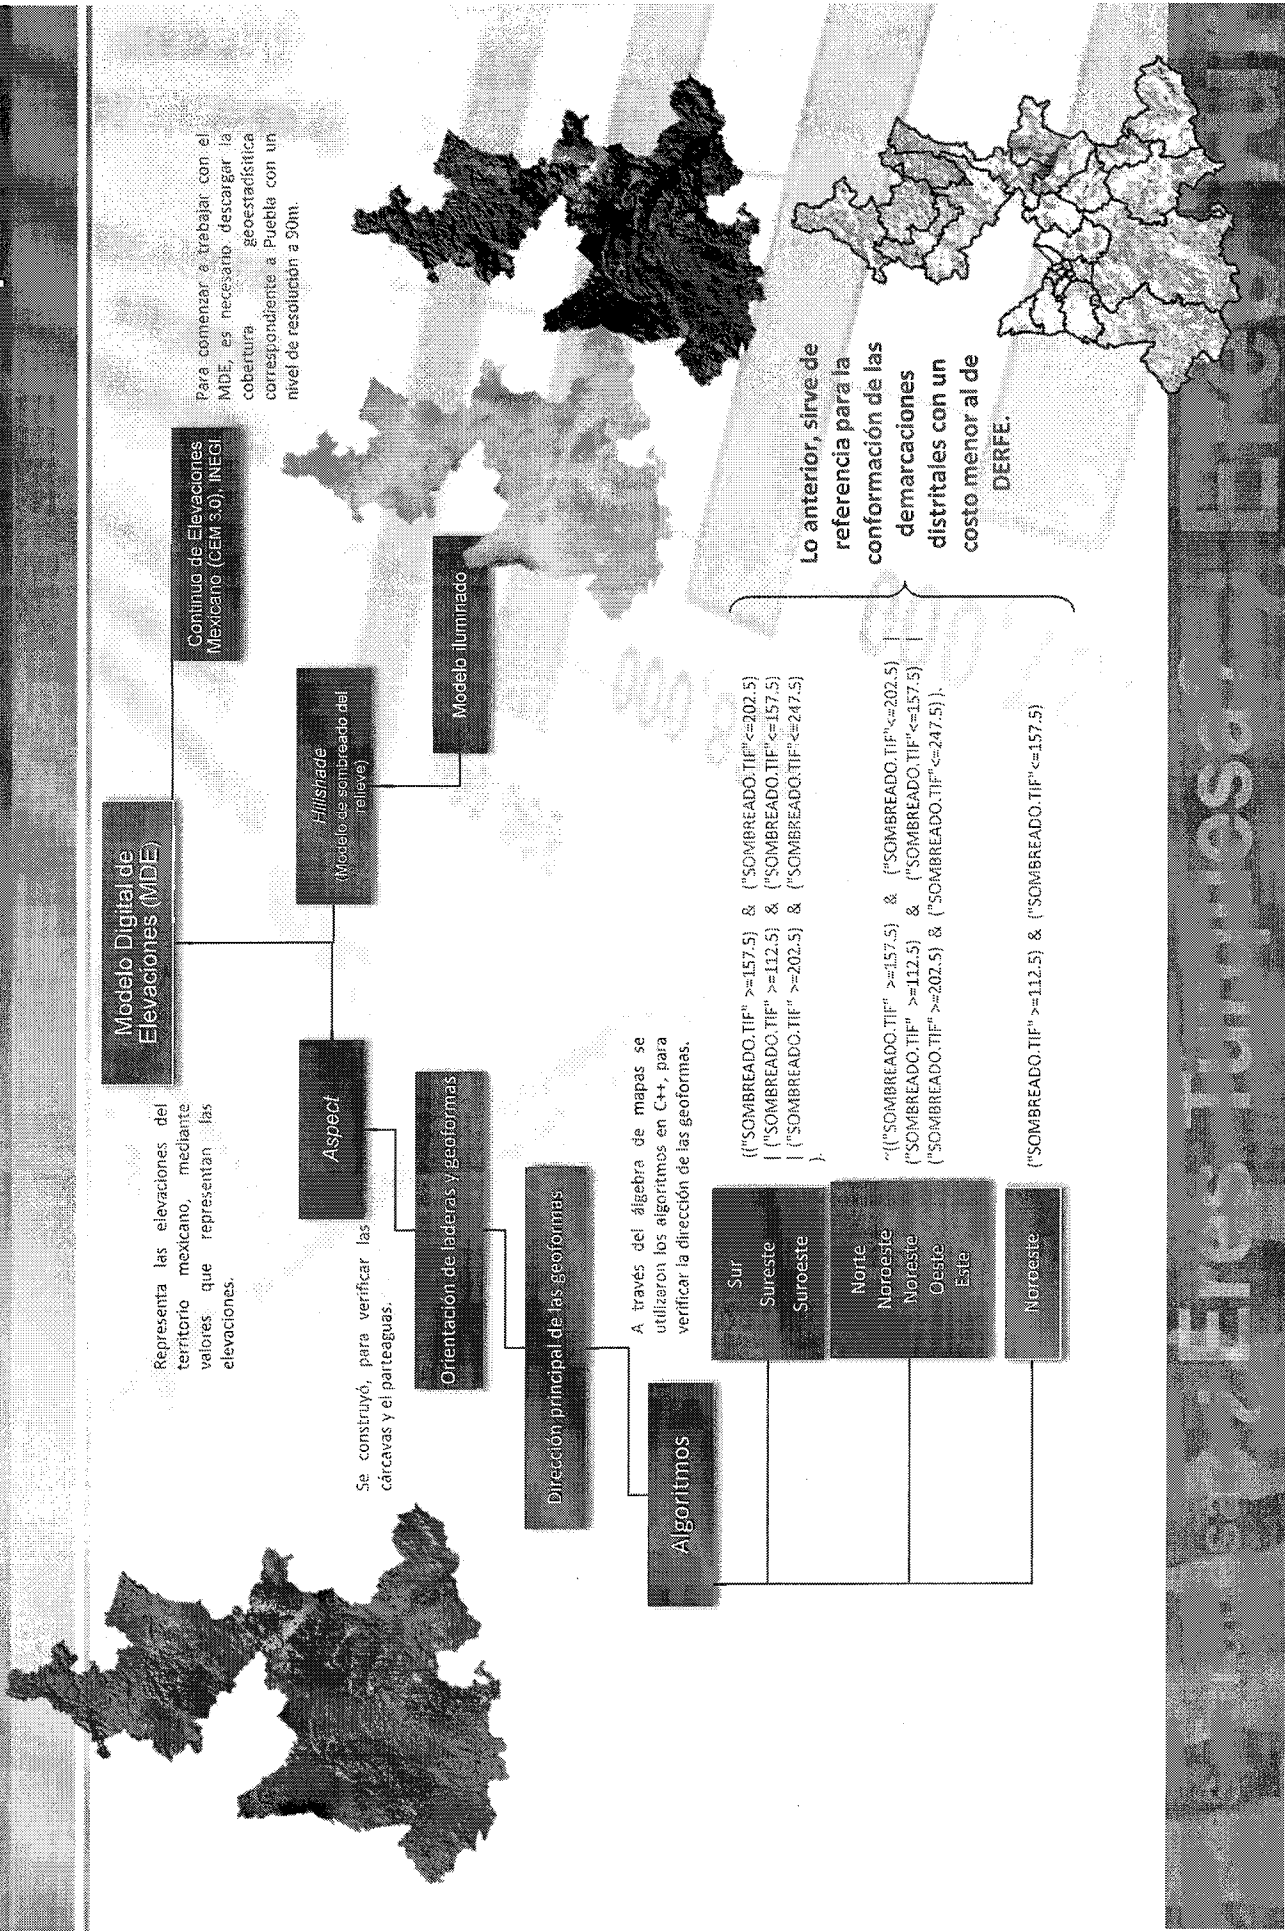 Modelo Digital de
Elevaciones (MDE)
Representa las elevaciones del
territorio mexicano, mediante
valores que representan las
elevaciones.
Continuo de Elevaciones
Mexicano (CEM 3.0), INEGI
Para comenzar a trabajar con el
MDE, es necesario descargar la
cobertura geoestadísitica
correspondiente a Puebla con un
nivel de resolución a 90m.
Aspect
Se construyó, para verificar las
cárcavas y el parteaguas.
Hillshade
(Modelo de sombreado del
relieve)
Modelo iluminado
Orientación de laderas y geoformas
Dirección principal de las geoformas
Algoritmos
A través del álgebra de mapas se
utilizaron los algoritmos en C++, para
verificar la dirección de las geoformas.
Sur
Sureste
Suroeste
(("SOMBREADO.TIF" >=157.5) & ("SOMBREADO.TIF"<=202.5)
| ("SOMBREADO.TIF" >=112.5) & ("SOMBREADO.TIF"<=157.5)
| ("SOMBREADO.TIF" >=202.5) & ("SOMBREADO.TIF"<=247.5)
).
Norte
Noroeste
Noreste
Oeste
Este
~(("SOMBREADO.TIF" >=157.5) & ("SOMBREADO.TIF"<=202.5) |
("SOMBREADO.TIF" >=112.5) & ("SOMBREADO.TIF"<=157.5) |
("SOMBREADO.TIF" >=202.5) & ("SOMBREADO.TIF"<=247.5)).
Noroeste
("SOMBREADO.TIF" >=112.5) & ("SOMBREADO.TIF"<=157.5)
Lo anterior, sirve de
referencia para la
conformación de las
demarcaciones
distritales con un
costo menor al de
DERFE.